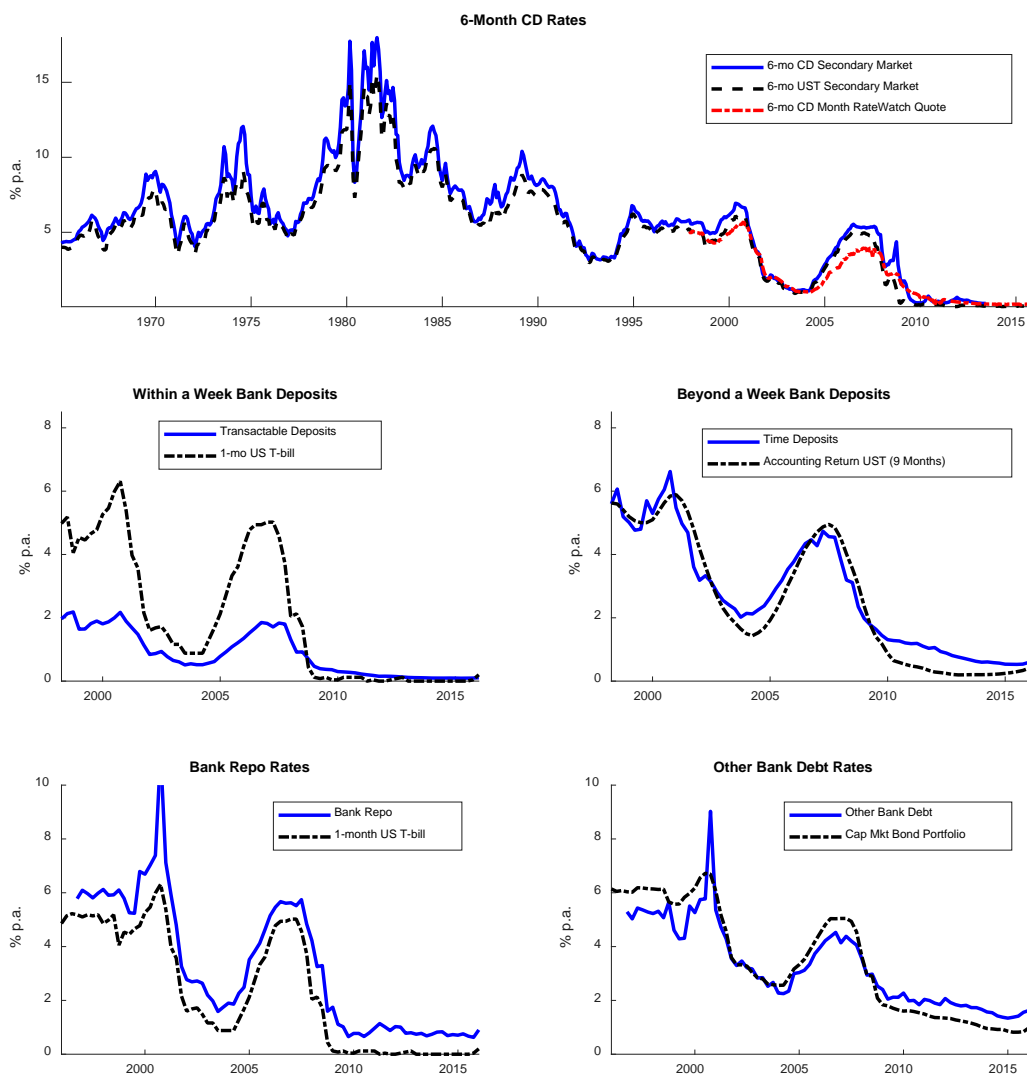 6-Month CD Rates
15
10
5
% p.a.
6-mo CD Secondary Market
6-mo UST Secondary Market
6-mo CD Month RateWatch Quote
1970 1975 1980 1985 1990 1995 2000 2005 2010 2015
Within a Week Bank Deposits
8
6
4
2
0
% p.a.
Transactable Deposits
1-mo US T-bill
2000 2005 2010 2015
Beyond a Week Bank Deposits
8
6
4
2
0
% p.a.
Time Deposits
Accounting Return UST (9 Months)
2000 2005 2010 2015
Bank Repo Rates
10
8
6
4
2
0
% p.a.
Bank Repo
1-month US T-bill
2000 2005 2010 2015
Other Bank Debt Rates
10
8
6
4
2
0
% p.a.
Other Bank Debt
Cap Mkt Bond Portfolio
2000 2005 2010 2015